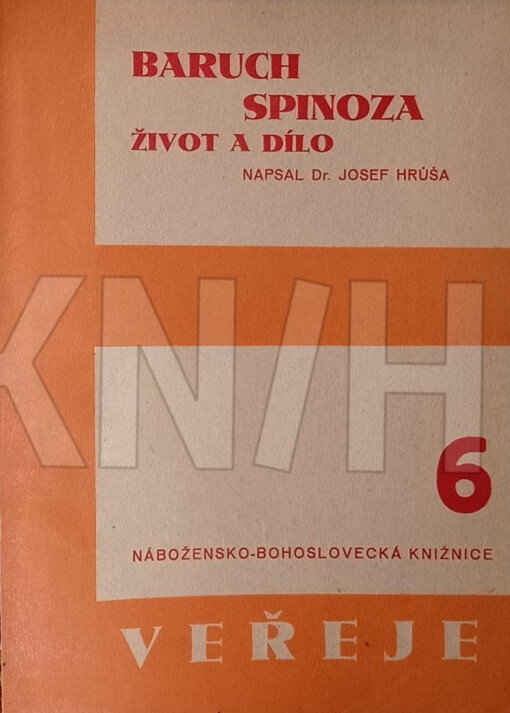 BARUCH
SPINOZA
ŽIVOT A DÍLO
NAPSAL Dr. JOSEF HRŮŠA
KN/H
6
NÁBOŽENSKO-BOHOSLOVECKÁ KNIŽNICE
VEŘEJE